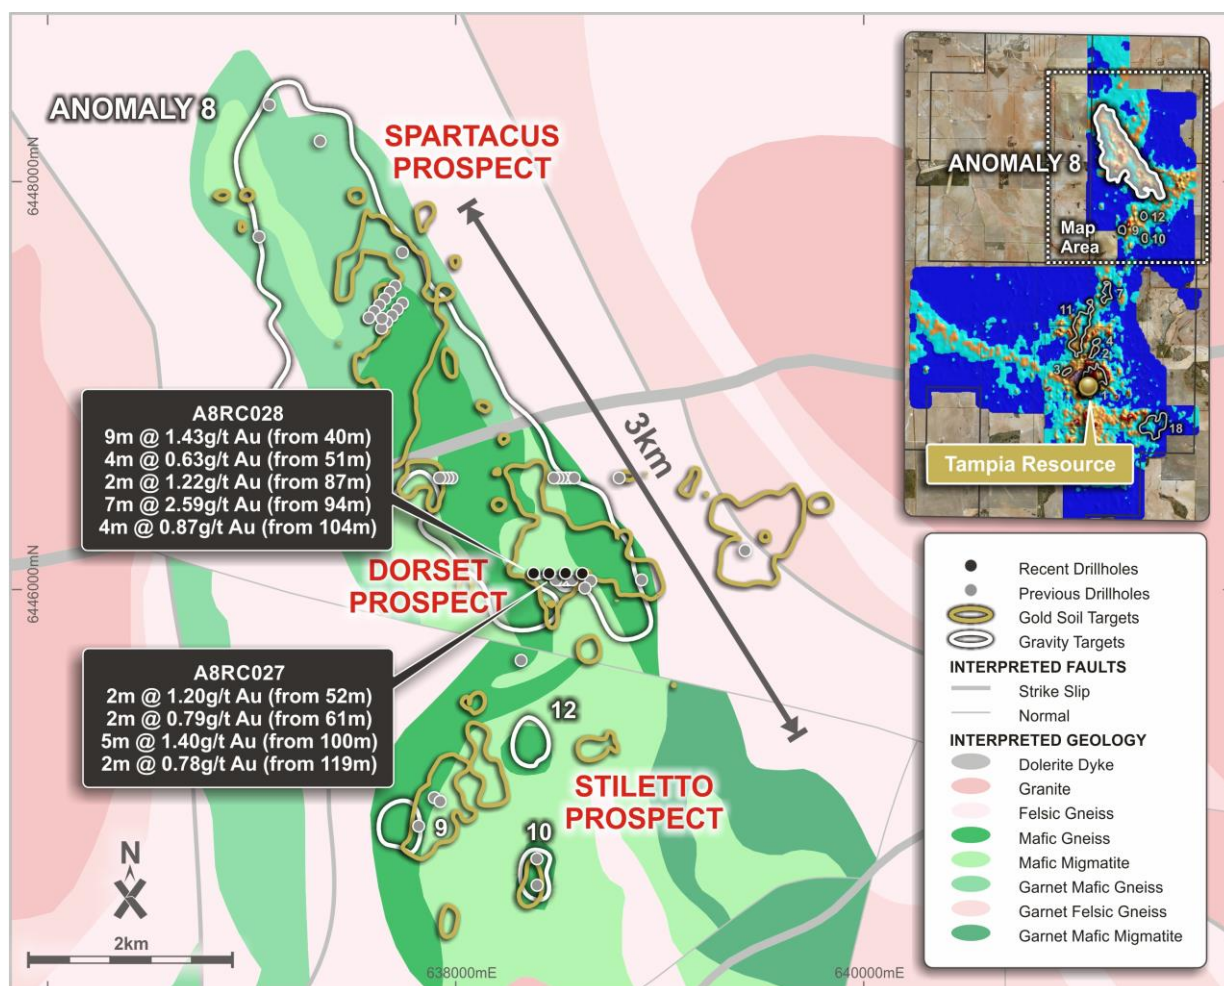 ANOMALY 8
SPARTACUS
PROSPECT
6448000mN
3km
A8RC028
9m @ 1.43g/t Au (from 40m)
4m @ 0.63g/t Au (from 51m)
2m @ 1.22g/t Au (from 87m)
7m @ 2.59g/t Au (from 94m)
4m @ 0.87g/t Au (from 104m)
DORSET
PROSPECT
6446000mN
A8RC027
2m @ 1.20g/t Au (from 52m)
2m @ 0.79g/t Au (from 61m)
5m @ 1.40g/t Au (from 100m)
2m @ 0.78g/t Au (from 119m)
12
STILETTO
PROSPECT
9
10
N
2km
638000mE
640000mE
ANOMALY 8
12
9
10
Map
Area
7
11
8
4
2
3
18
Tampia Resource
Recent Drillholes
Previous Drillholes
Gold Soil Targets
Gravity Targets
INTERPRETED FAULTS
Strike Slip
Normal
INTERPRETED GEOLOGY
Dolerite Dyke
Granite
Felsic Gneiss
Mafic Gneiss
Mafic Migmatite
Garnet Mafic Gneiss
Garnet Felsic Gneiss
Garnet Mafic Migmatite